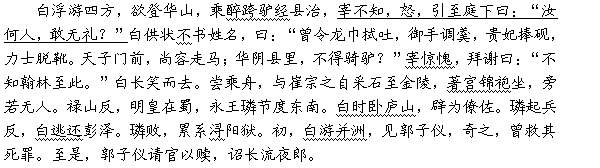 白浮游四方，欲登华山，乘醉跨驴经县治，宰不知，怒，引至庭下曰：“汝
何人，敢无礼？”白供状不书姓名，曰：“曾令龙巾拭吐，御手调羹，贵妃捧砚，
力士脱靴。天子门前，尚容走马；华阴县里，不得骑驴？”宰惊愧，拜谢曰：“不
知翰林至此。”白长笑而去。尝乘舟，与崔宗之自采石至金陵，著宫锦袍坐，旁
若无人。禄山反，明皇在蜀，永王璘节度东南。白时卧庐山，辟为僚佐。璘起兵
反，白逃还彭泽。璘败，累系浔阳狱。初，白游并洲，见郭子仪，奇之，曾救其
死罪。至是，郭子仪请官以赎，诏长流夜郎。